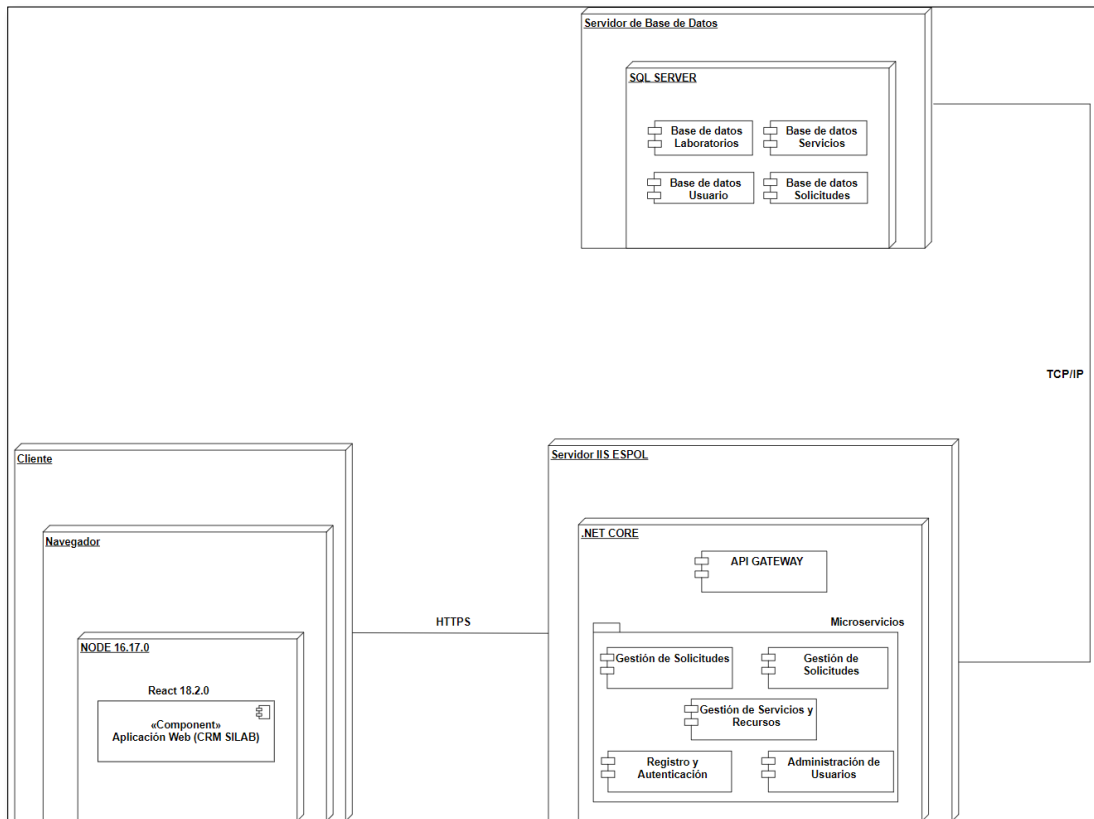 Servidor de Base de Datos
SQL SERVER
Base de datos
Laboratorios
Base de datos
Servicios
Base de datos
Usuario
Base de datos
Solicitudes
TCP/IP
Cliente
Navegador
NODE 16.17.0
React 18.2.0
«Component»
Aplicación Web (CRM SILAB)
HTTPS
Servidor IIS ESPOL
.NET CORE
API GATEWAY
Microservicios
Gestión de Solicitudes
Gestión de
Solicitudes
Gestión de Servicios y
Recursos
Registro y
Autenticación
Administración de
Usuarios